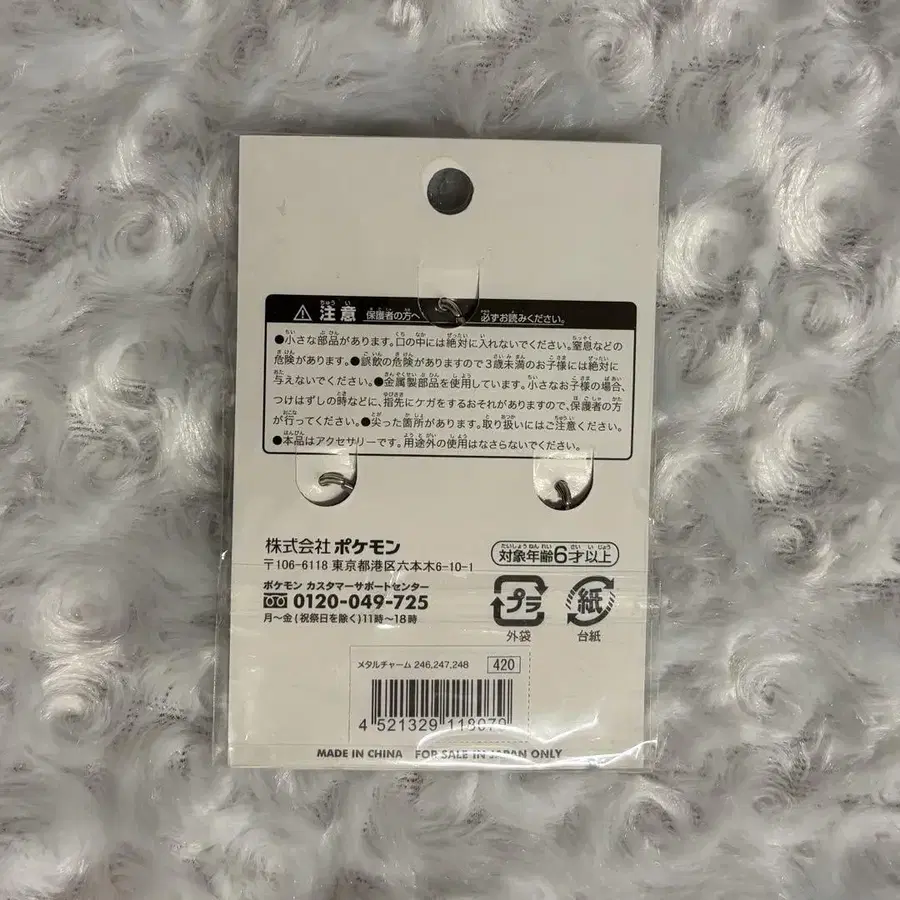 注意 保護者の方へ 必ずお読みください。
●小さな部品があります。口の中には絶対に入れないでください。窒息などの
危険があります。●誤飲の危険がありますので3歳未満のお子様には絶対に
与えないでください。●金属製部品を使用しています。小さなお子様の場合、
つけはずしの時などに、指先にケガをするおそれがありますので、保護者の方
が行ってください。●尖った箇所があります。取り扱いにはご注意ください。
●本品はアクセサリーです。用途外の使用はなさらないでください。
株式会社 ポケモン
〒106-6118 東京都港区六本木6-10-1
ポケモン カスタマーサポートセンター
0120-049-725
月〜金(祝祭日を除く)11時〜18時
対象年齢6才以上
プラ 紙
外袋 台紙
メタルチャーム 246,247,248 420
4 521329 118079
MADE IN CHINA FOR SALE IN JAPAN ONLY